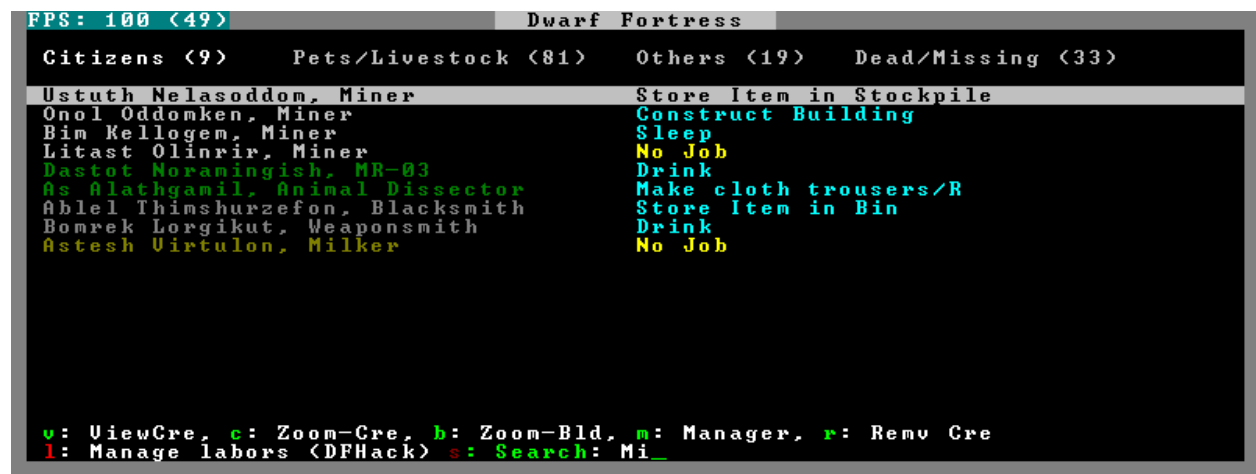 FPS: 100 (49) Dwarf Fortress
Citizens (9) Pets/Livestock (81) Others (19) Dead/Missing (33)
Ustuth Nelasoddom, Miner Store Item in Stockpile
Onol Oddomken, Miner Construct Building
Bim Kellogem, Miner Sleep
Litast Olinrir, Miner No Job
Dastot Noramingish, MR-03 Drink
As Alathgamil, Animal Dissector Make cloth trousers/R
Ablel Thimshurzefon, Blacksmith Store Item in Bin
Bomrek Lorgikut, Weaponsmith Drink
Astesh Virtulon, Milker No Job
v: ViewCre, c: Zoom-Cre, b: Zoom-Bld, m: Manager, r: Remv Cre
l: Manage labors (DFHack) s: Search: Mi_